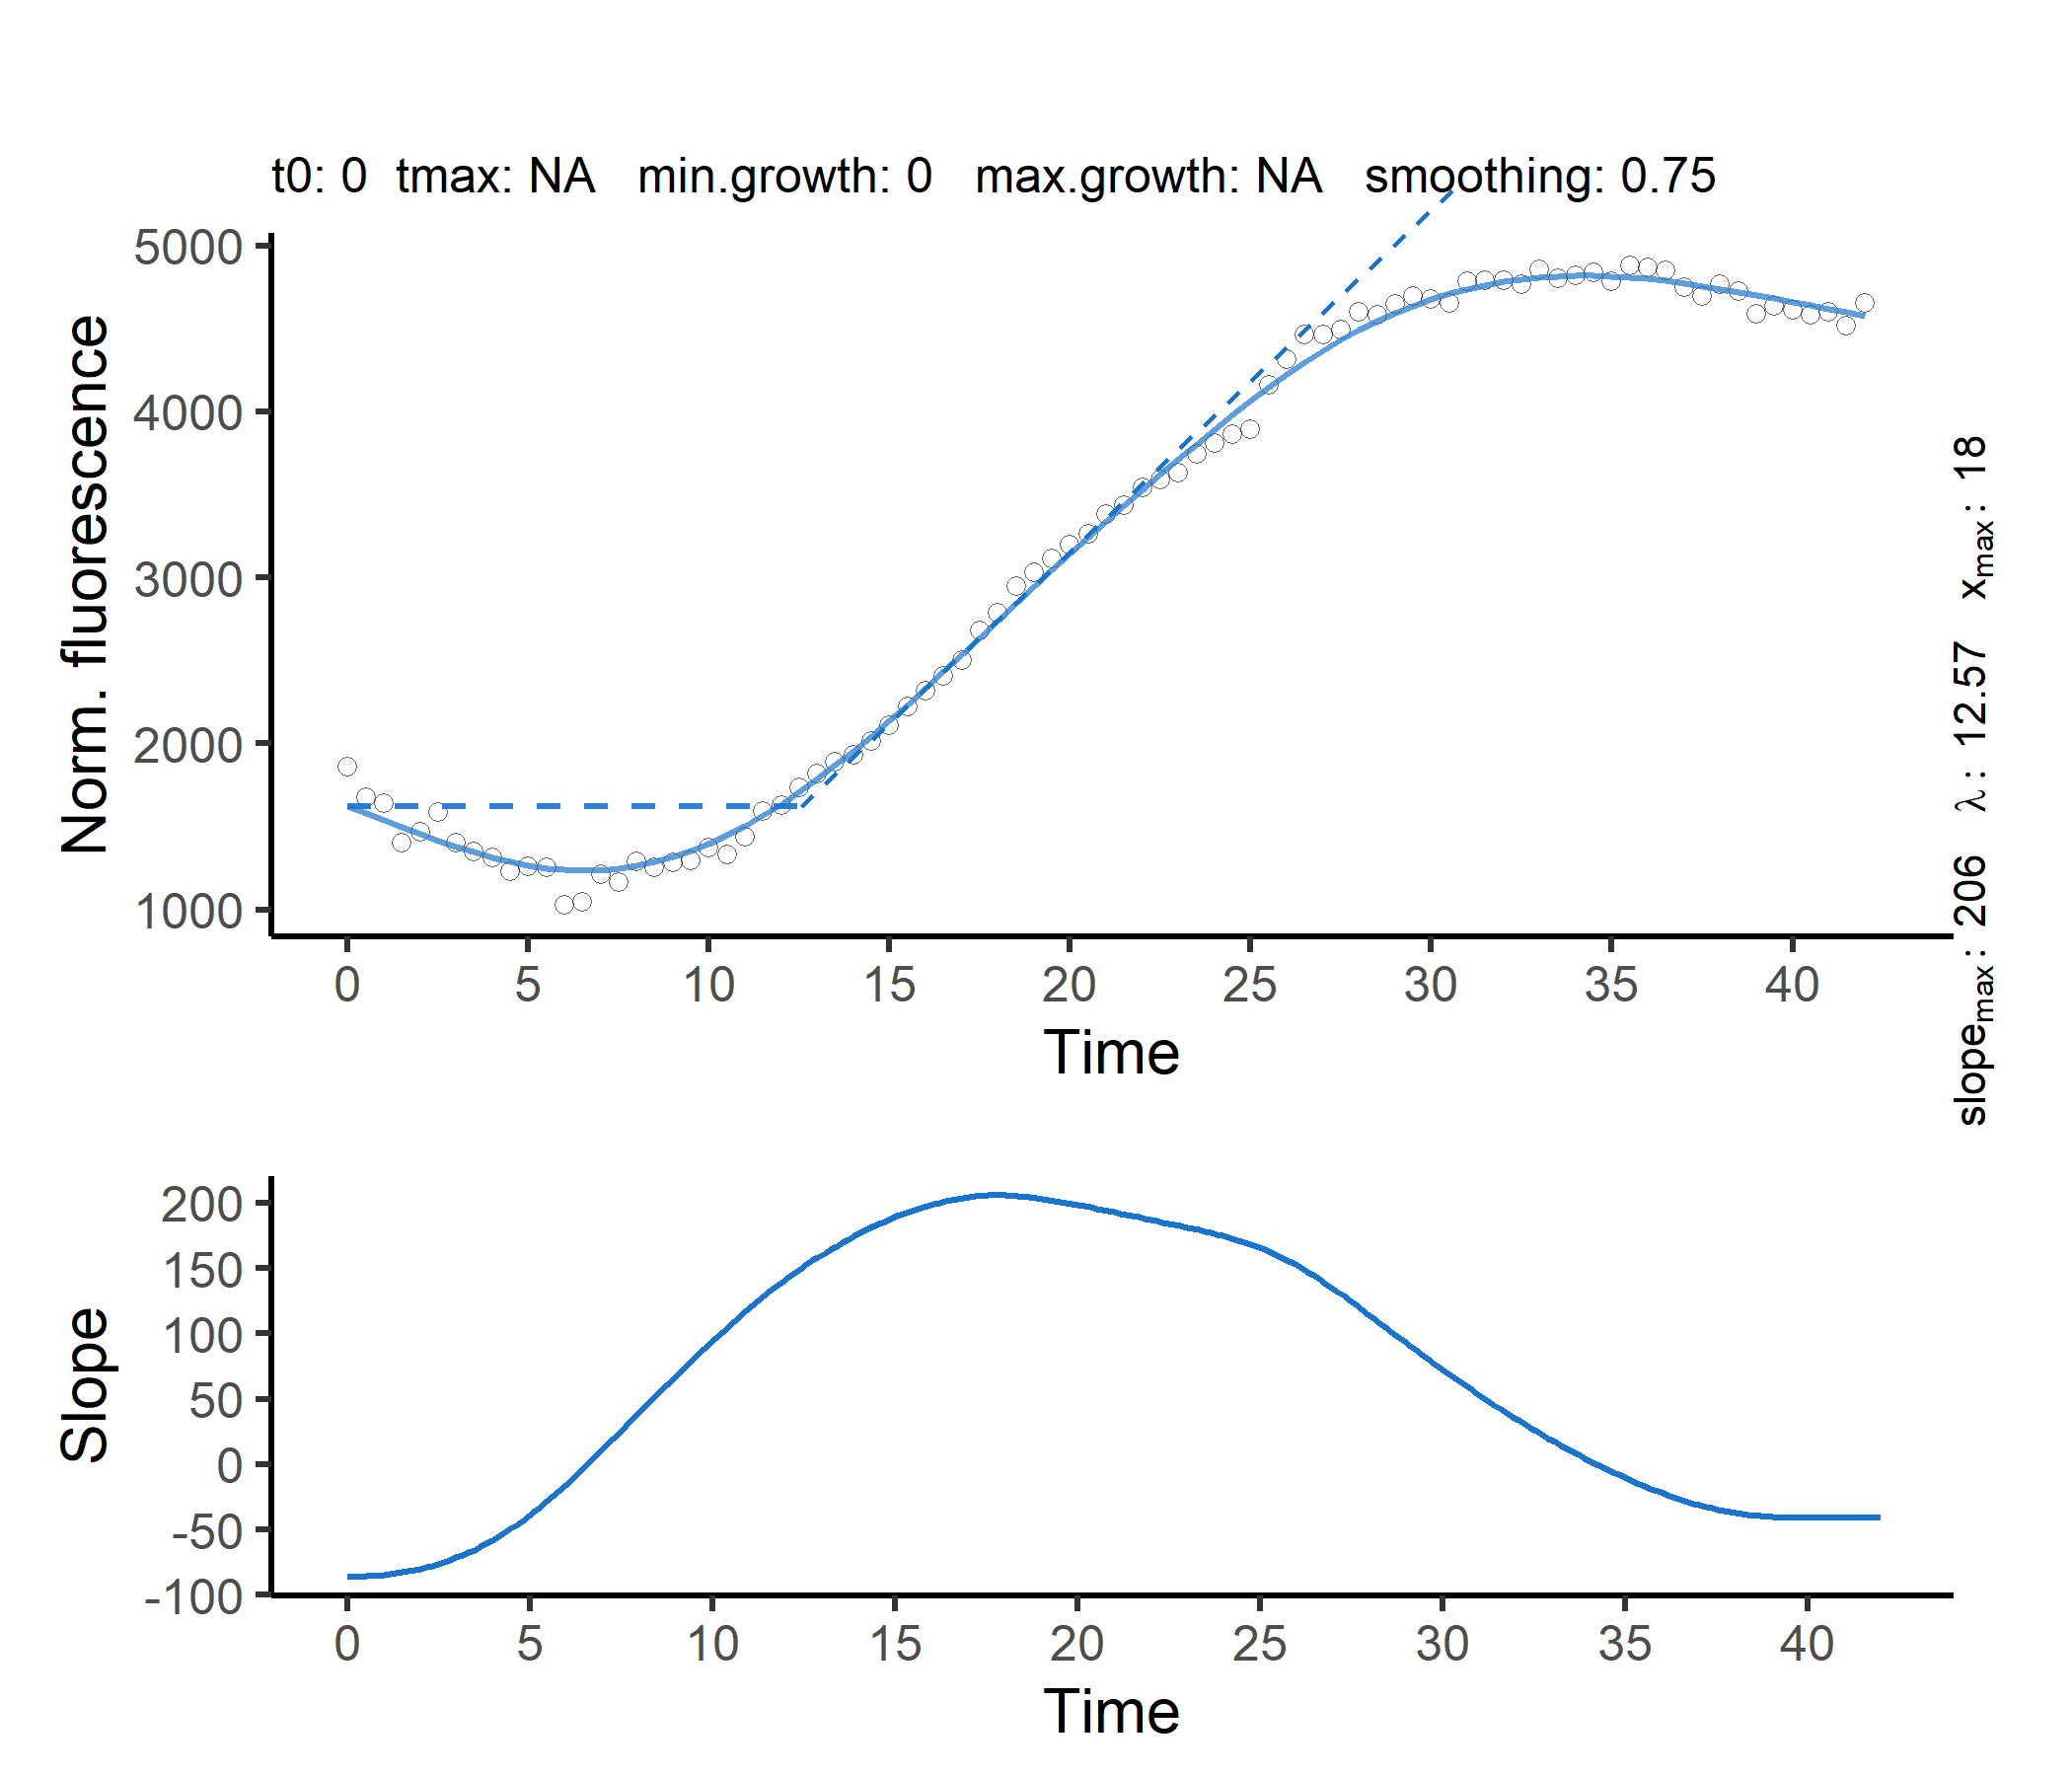 t0: 0 tmax: NA min.growth: 0 max.growth: NA smoothing: 0.75
Norm. fluorescence
5000
4000
3000
2000
1000
0 5 10 15 20 25 30 35 40
Time
slopemax: 206 λ: 12.57 xmax: 18
Slope
200
150
100
50
0
-50
-100
0 5 10 15 20 25 30 35 40
Time